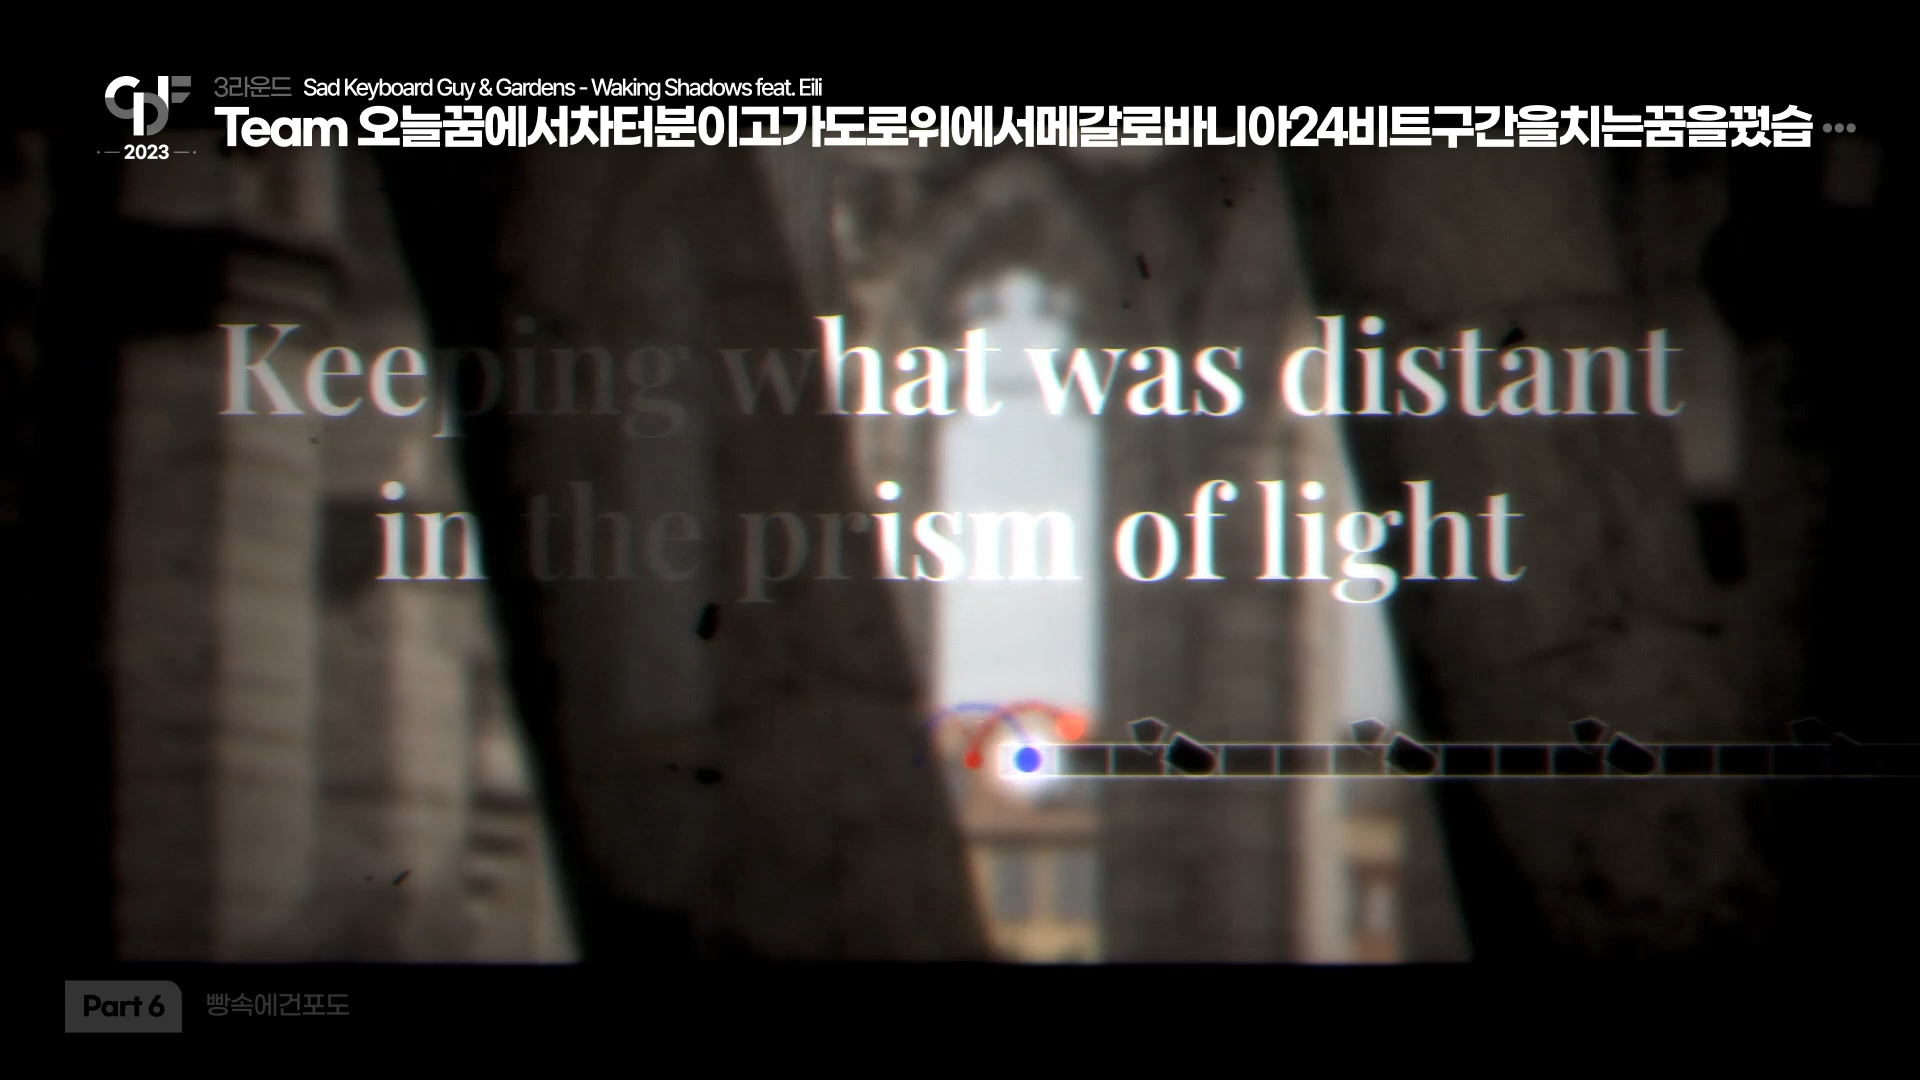 CDF
2023
3라운드 Sad Keyboard Guy & Gardens - Waking Shadows feat. Eili
Team 오늘꿈에서차터분이고가도로위에서메갈로바니아24비트구간을치는꿈을꿨습•••
Keeping what was distant
in the prism of light
Part 6 빵속에건포도